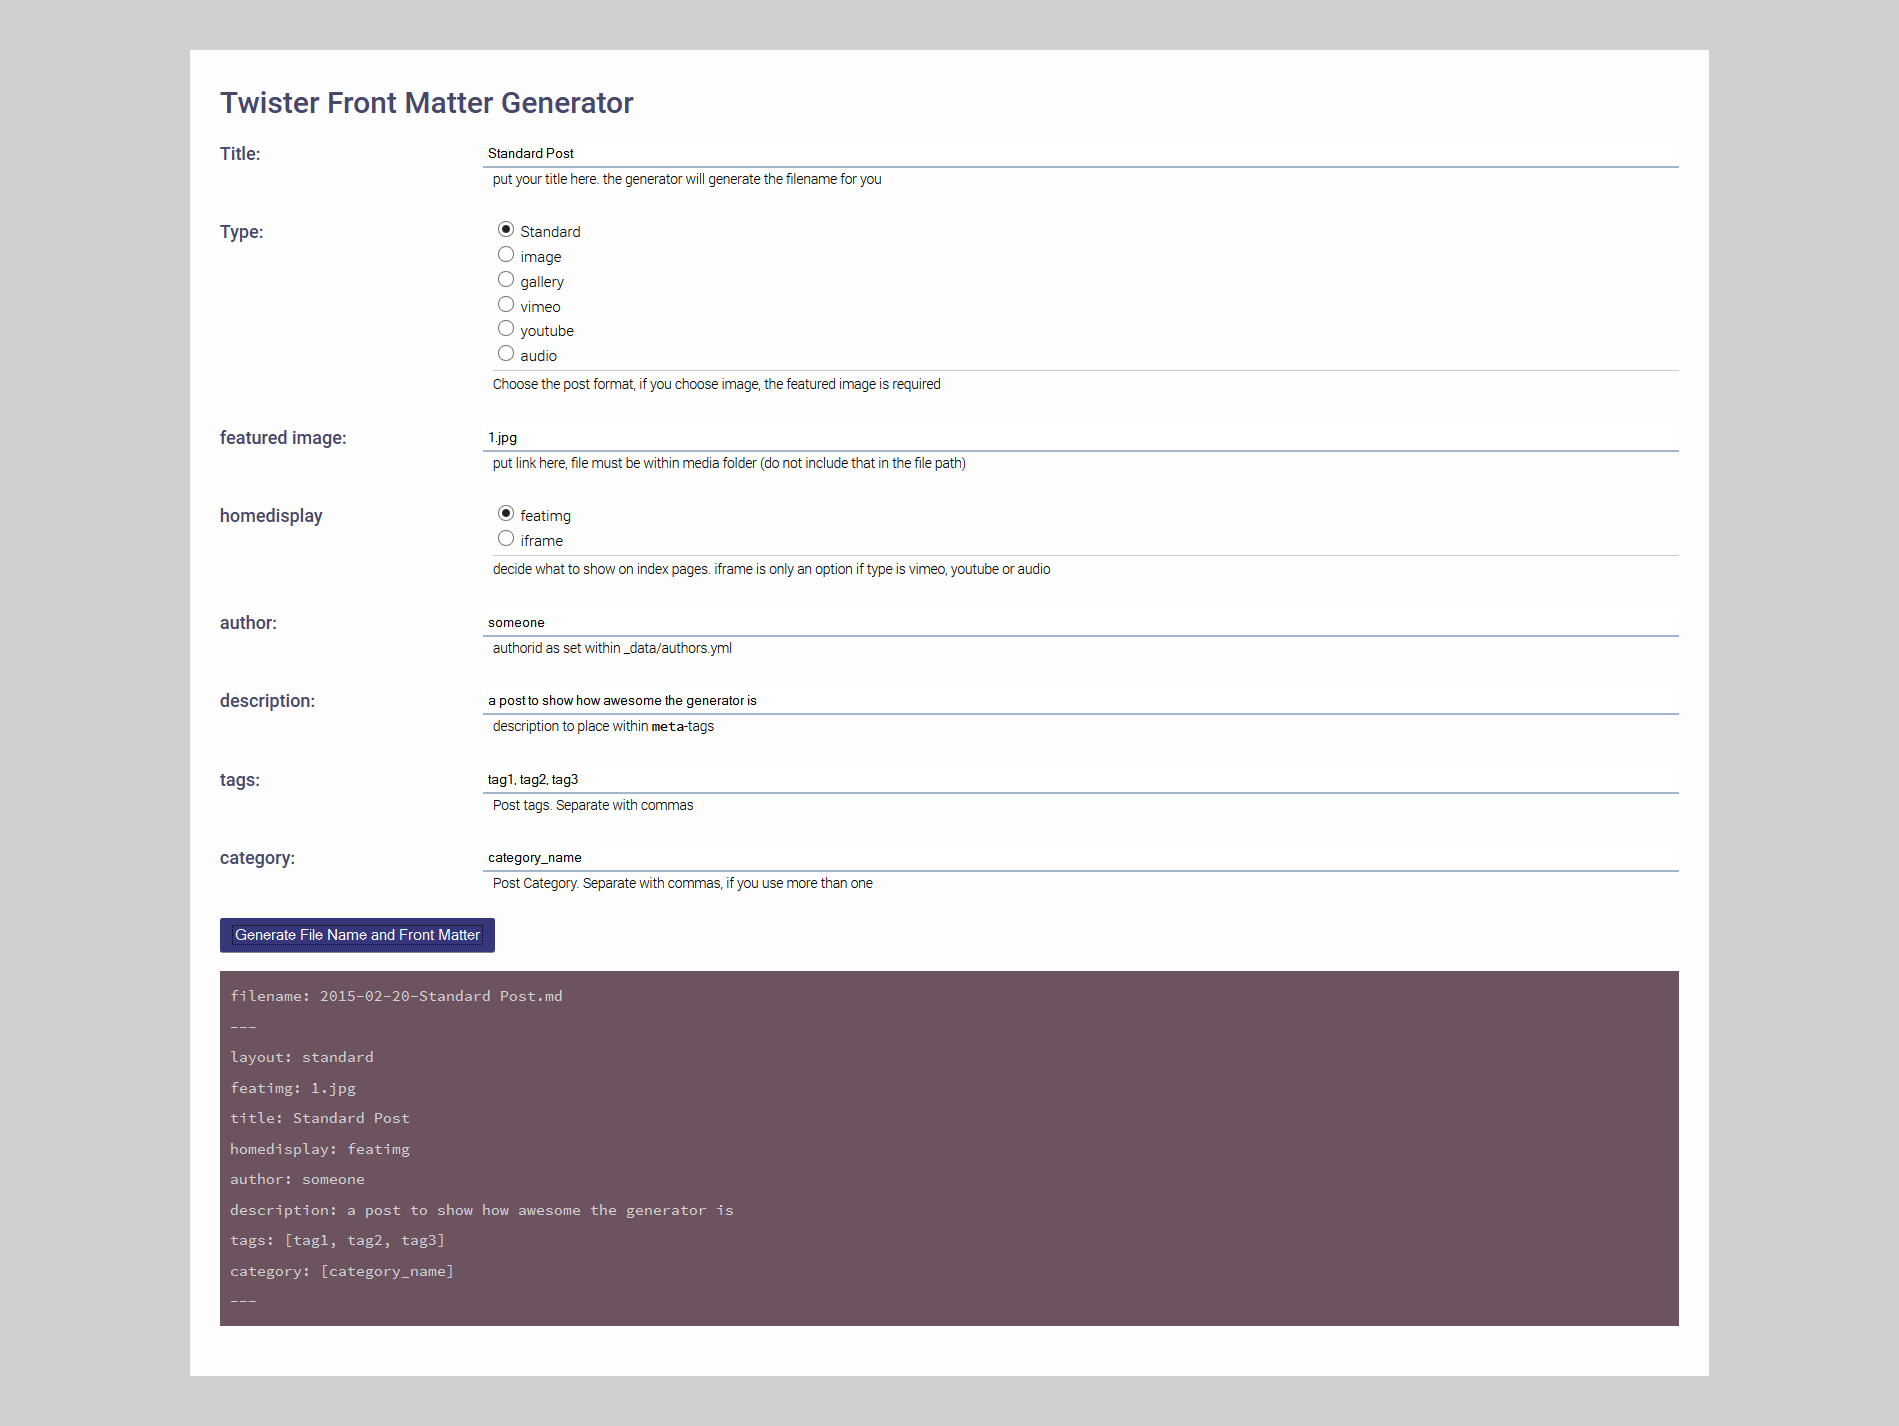 Twister Front Matter Generator
Title: Standard Post
put your title here. the generator will generate the filename for you
Type: Standard
image
gallery
vimeo
youtube
audio
Choose the post format, if you choose image, the featured image is required
featured image: 1.jpg
put link here, file must be within media folder (do not include that in the file path)
homedisplay featimg
iframe
decide what to show on index pages. iframe is only an option if type is vimeo, youtube or audio
author: someone
authorid as set within _data/authors.yml
description: a post to show how awesome the generator is
description to place within meta-tags
tags: tag1, tag2, tag3
Post tags. Separate with commas
category: category_name
Post Category. Separate with commas, if you use more than one
Generate File Name and Front Matter
filename: 2015-02-20-Standard Post.md
---
layout: standard
featimg: 1.jpg
title: Standard Post
homedisplay: featimg
author: someone
description: a post to show how awesome the generator is
tags: [tag1, tag2, tag3]
category: [category_name]
---